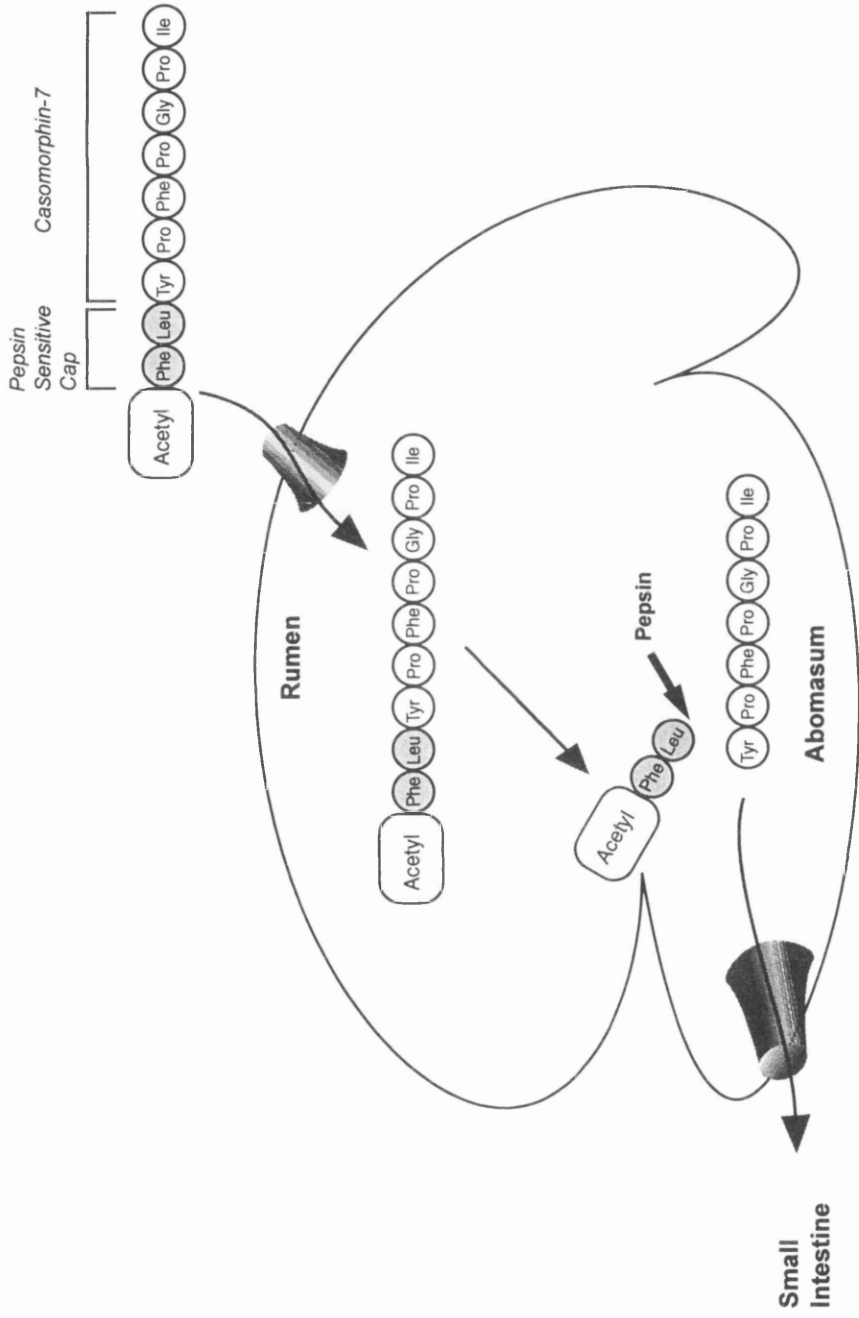 Pepsin
Sensitive
Cap
Casomorphin-7
Acetyl Phe Leu Tyr Pro Phe Pro Gly Pro Ile
Rumen
Acetyl Phe Leu Tyr Pro Phe Pro Gly Pro Ile
Acetyl Phe Leu
Pepsin
Tyr Pro Phe Pro Gly Pro Ile
Abomasum
Small
Intestine